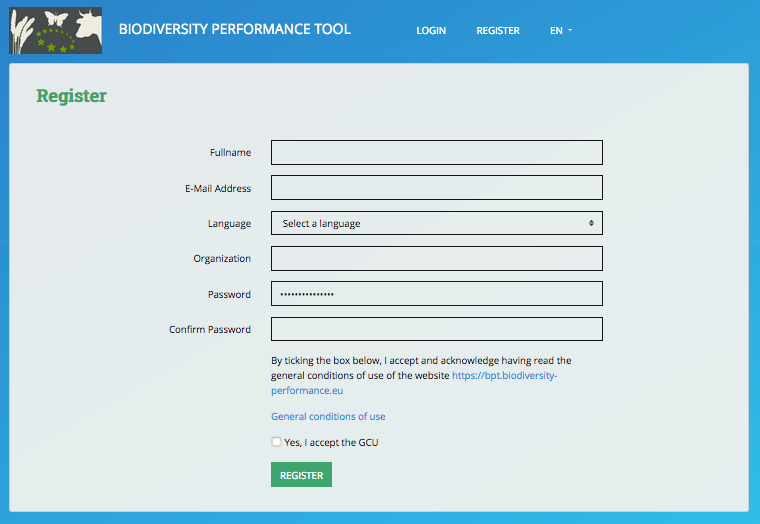 BIODIVERSITY PERFORMANCE TOOL
LOGIN
REGISTER
EN
Register
Fullname
E-Mail Address
Language
Select a language
Organization
Password
•••••••••••••••
Confirm Password
By ticking the box below, I accept and acknowledge having read the
general conditions of use of the website https://bpt.biodiversity-
performance.eu
General conditions of use
Yes, I accept the GCU
REGISTER